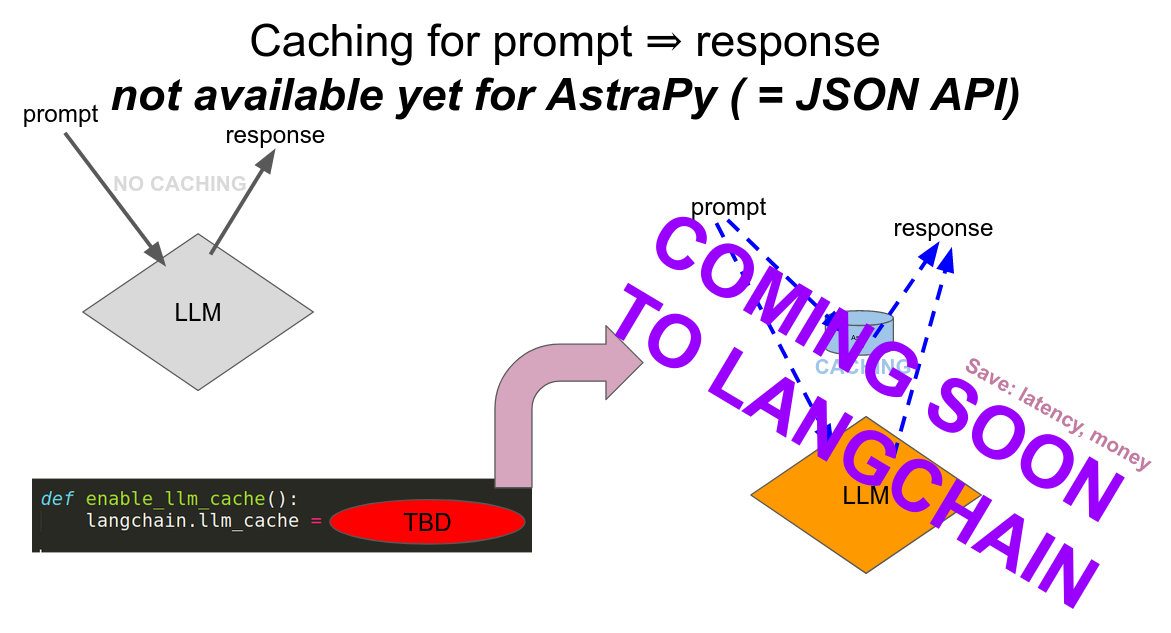 Caching for prompt ⇒ response
not available yet for AstraPy ( = JSON API)
prompt
response
NO CACHING
LLM
def enable_llm_cache():
langchain.llm_cache =
TBD
prompt
response
CACHING
Save: latency, money
LLM
COMING SOON
TO LANGCHAIN